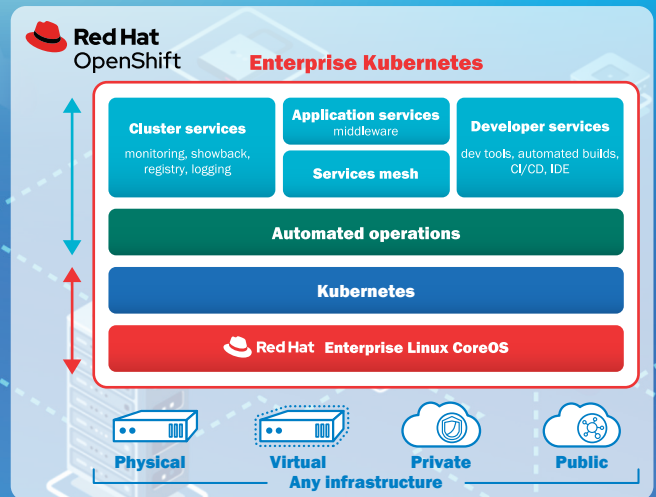 Red Hat
OpenShift
Enterprise Kubernetes
Cluster services
monitoring, showback,
registry, logging
Application services
middleware
Services mesh
Developer services
dev tools, automated builds,
CI/CD, IDE
Automated operations
Kubernetes
Red Hat Enterprise Linux CoreOS
Physical
Virtual
Private
Public
Any infrastructure